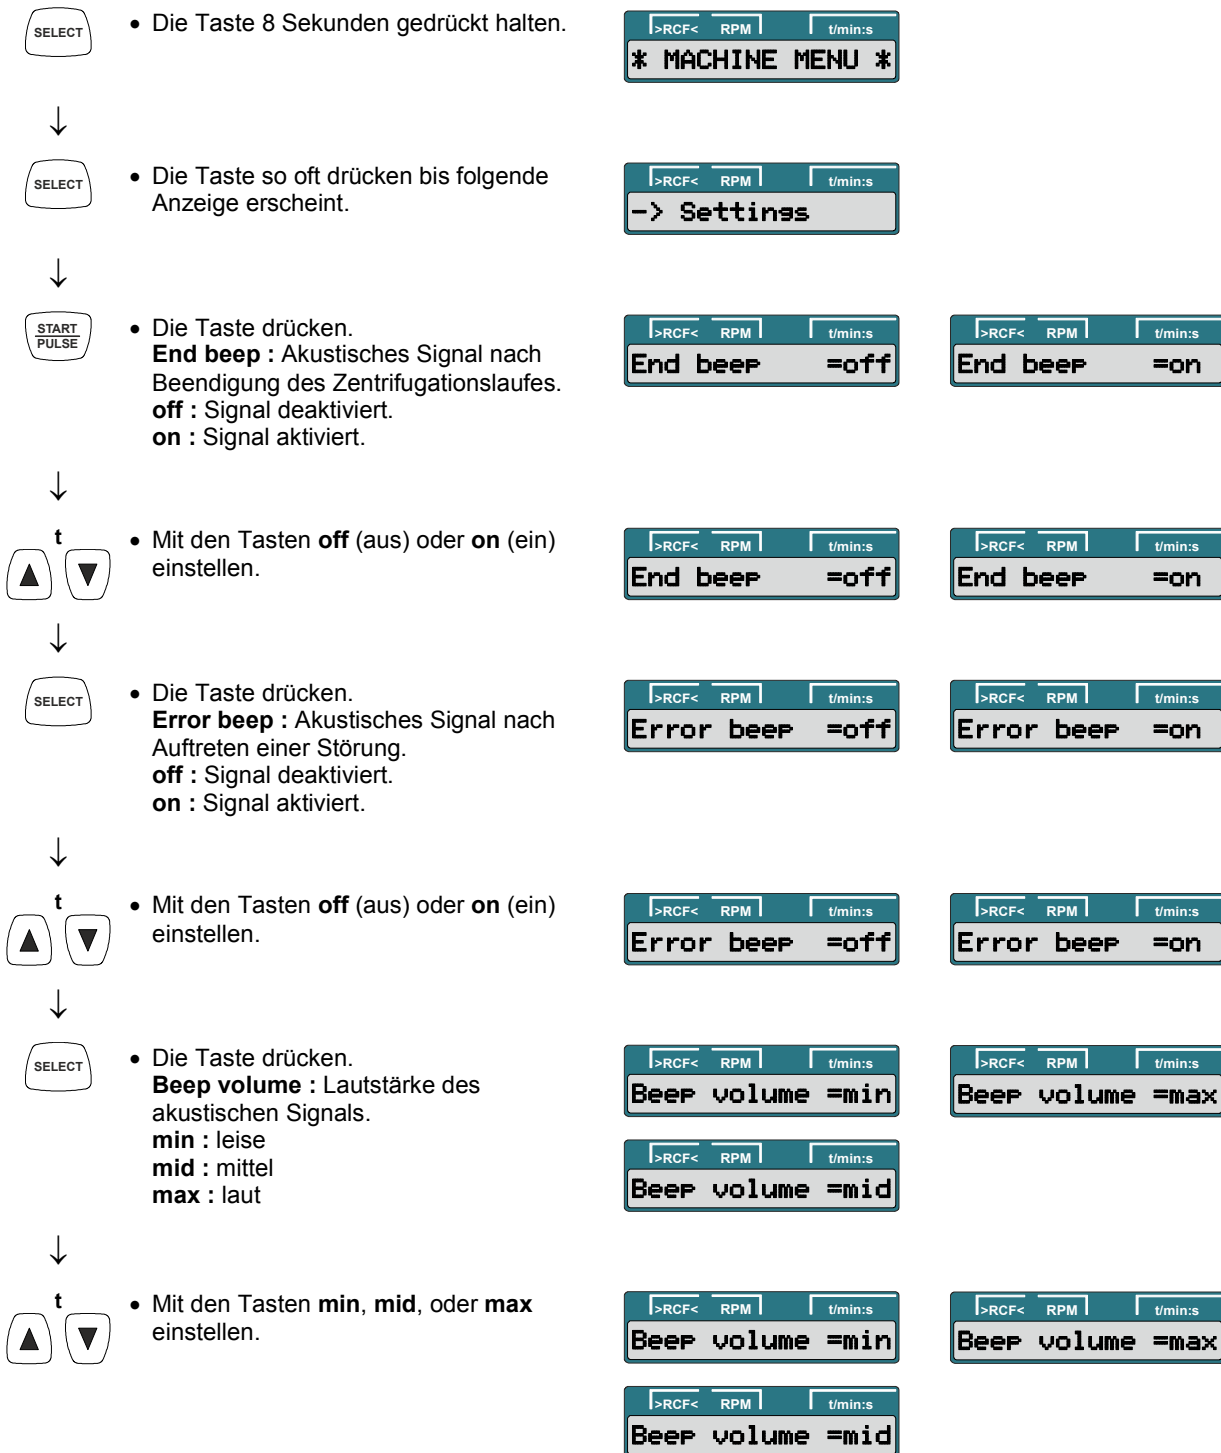 SELECT
• Die Taste 8 Sekunden gedrückt halten.
>RCF< RPM t/min:s
* MACHINE MENU *
↓
SELECT
• Die Taste so oft drücken bis folgende
Anzeige erscheint.
>RCF< RPM t/min:s
-> Settings
↓
START
PULSE
• Die Taste drücken.
End beep : Akustisches Signal nach
Beendigung des Zentrifugationslaufes.
off : Signal deaktiviert.
on : Signal aktiviert.
>RCF< RPM t/min:s
End beep =off
>RCF< RPM t/min:s
End beep =on
↓
t
▲ ▼
• Mit den Tasten off (aus) oder on (ein)
einstellen.
>RCF< RPM t/min:s
End beep =off
>RCF< RPM t/min:s
End beep =on
↓
SELECT
• Die Taste drücken.
Error beep : Akustisches Signal nach
Auftreten einer Störung.
off : Signal deaktiviert.
on : Signal aktiviert.
>RCF< RPM t/min:s
Error beep =off
>RCF< RPM t/min:s
Error beep =on
↓
t
▲ ▼
• Mit den Tasten off (aus) oder on (ein)
einstellen.
>RCF< RPM t/min:s
Error beep =off
>RCF< RPM t/min:s
Error beep =on
↓
SELECT
• Die Taste drücken.
Beep volume : Lautstärke des
akustischen Signals.
min : leise
mid : mittel
max : laut
>RCF< RPM t/min:s
Beep volume =min
>RCF< RPM t/min:s
Beep volume =max
>RCF< RPM t/min:s
Beep volume =mid
↓
t
▲ ▼
• Mit den Tasten min, mid, oder max
einstellen.
>RCF< RPM t/min:s
Beep volume =min
>RCF< RPM t/min:s
Beep volume =max
>RCF< RPM t/min:s
Beep volume =mid